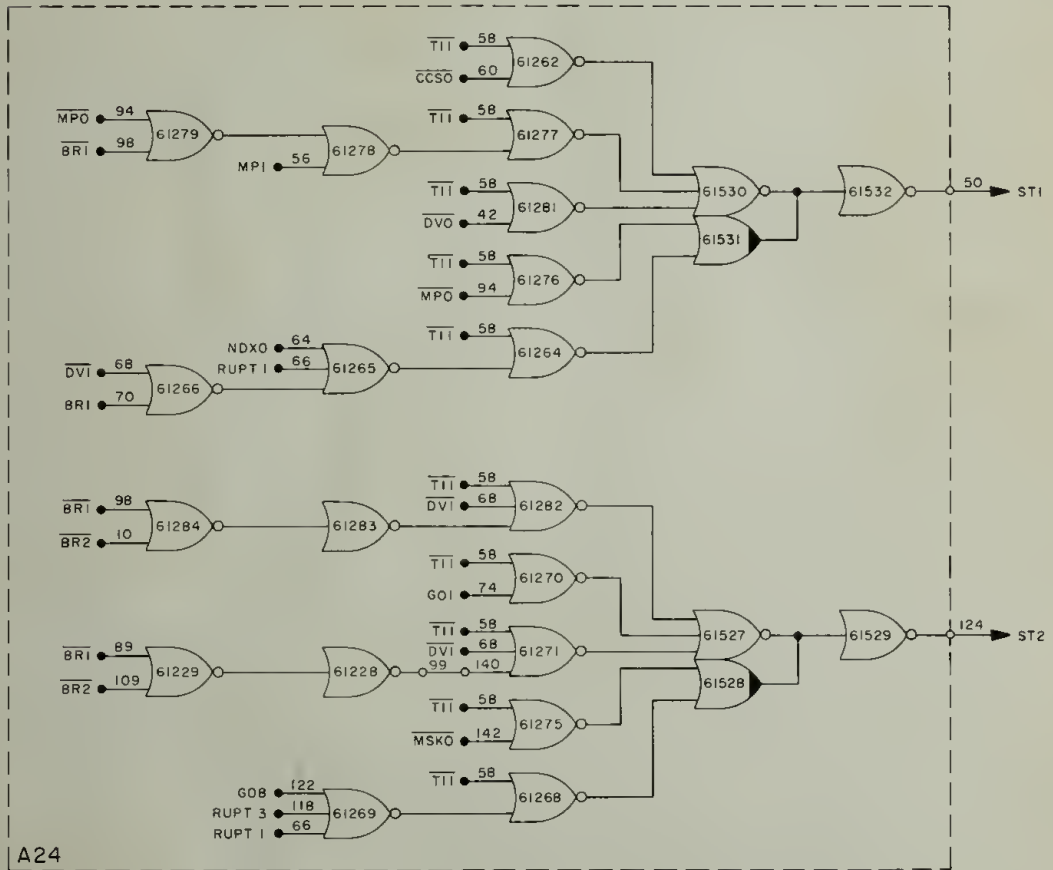 T11 58
CCS0 60
61262
MP0 94
BR1 98
61279
MP1 56
61278
T11 58
61277
T11 58
DV0 42
61281
61530
61531
61532
50 ST1
T11 58
MP0 94
61276
T11 58
61264
NDX0 64
RUPT 1 66
61265
DV1 68
BR1 70
61266
T11 58
DV1 68
61282
BR1 98
BR2 10
61284
61283
T11 58
GO1 74
61270
61527
61528
61529
124 ST2
T11 58
DV1 68
99 140
61271
BR1 89
BR2 109
61229
61228
T11 58
MSK0 142
61275
T11 58
61268
GO8 122
RUPT 3 118
RUPT 1 66
61269
A24